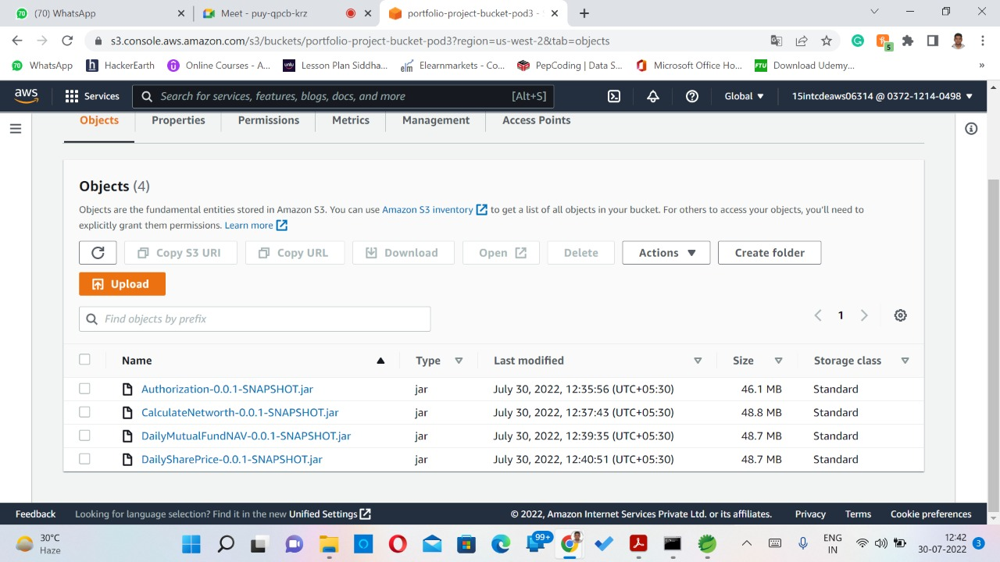 (70) WhatsApp
Meet - puy-qpcb-krz
portfolio-project-bucket-pod3 -
s3.console.aws.amazon.com/s3/buckets/portfolio-project-bucket-pod3?region=us-west-2&tab=objects
5
70 WhatsApp
h HackerEarth
Online Courses - A...
unlu Lesson Plan Siddha...
elm Elearnmarkets - Co...
PepCoding | Data S...
Microsoft Office Ho...
FTU Download Udemy...
»
aws
Services
Search for services, features, blogs, docs, and more
[Alt+S]
Global
15intcdeaws06314 @ 0372-1214-0498
Objects
Properties
Permissions
Metrics
Management
Access Points
Objects (4)
Objects are the fundamental entities stored in Amazon S3. You can use Amazon S3 inventory to get a list of all objects in your bucket. For others to access your objects, you'll need to
explicitly grant them permissions. Learn more
Copy S3 URI
Copy URL
Download
Open
Delete
Actions
Create folder
Upload
Find objects by prefix
1
Name
Type
Last modified
Size
Storage class
Authorization-0.0.1-SNAPSHOT.jar jar July 30, 2022, 12:35:56 (UTC+05:30) 46.1 MB Standard
CalculateNetworth-0.0.1-SNAPSHOT.jar jar July 30, 2022, 12:37:43 (UTC+05:30) 48.8 MB Standard
DailyMutualFundNAV-0.0.1-SNAPSHOT.jar jar July 30, 2022, 12:39:35 (UTC+05:30) 48.7 MB Standard
DailySharePrice-0.0.1-SNAPSHOT.jar jar July 30, 2022, 12:40:51 (UTC+05:30) 48.7 MB Standard
Feedback
Looking for language selection? Find it in the new Unified Settings
© 2022, Amazon Internet Services Private Ltd. or its affiliates.
Privacy
Terms
Cookie preferences
30°C
Haze
99+
ENG
IN
12:42
30-07-2022
3